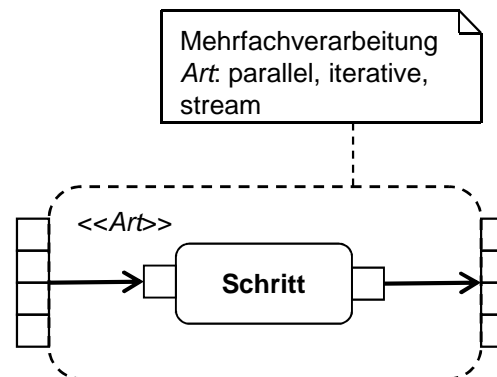 Mehrfachverarbeitung
Art: parallel, iterative,
stream
<<Art>>
Schritt